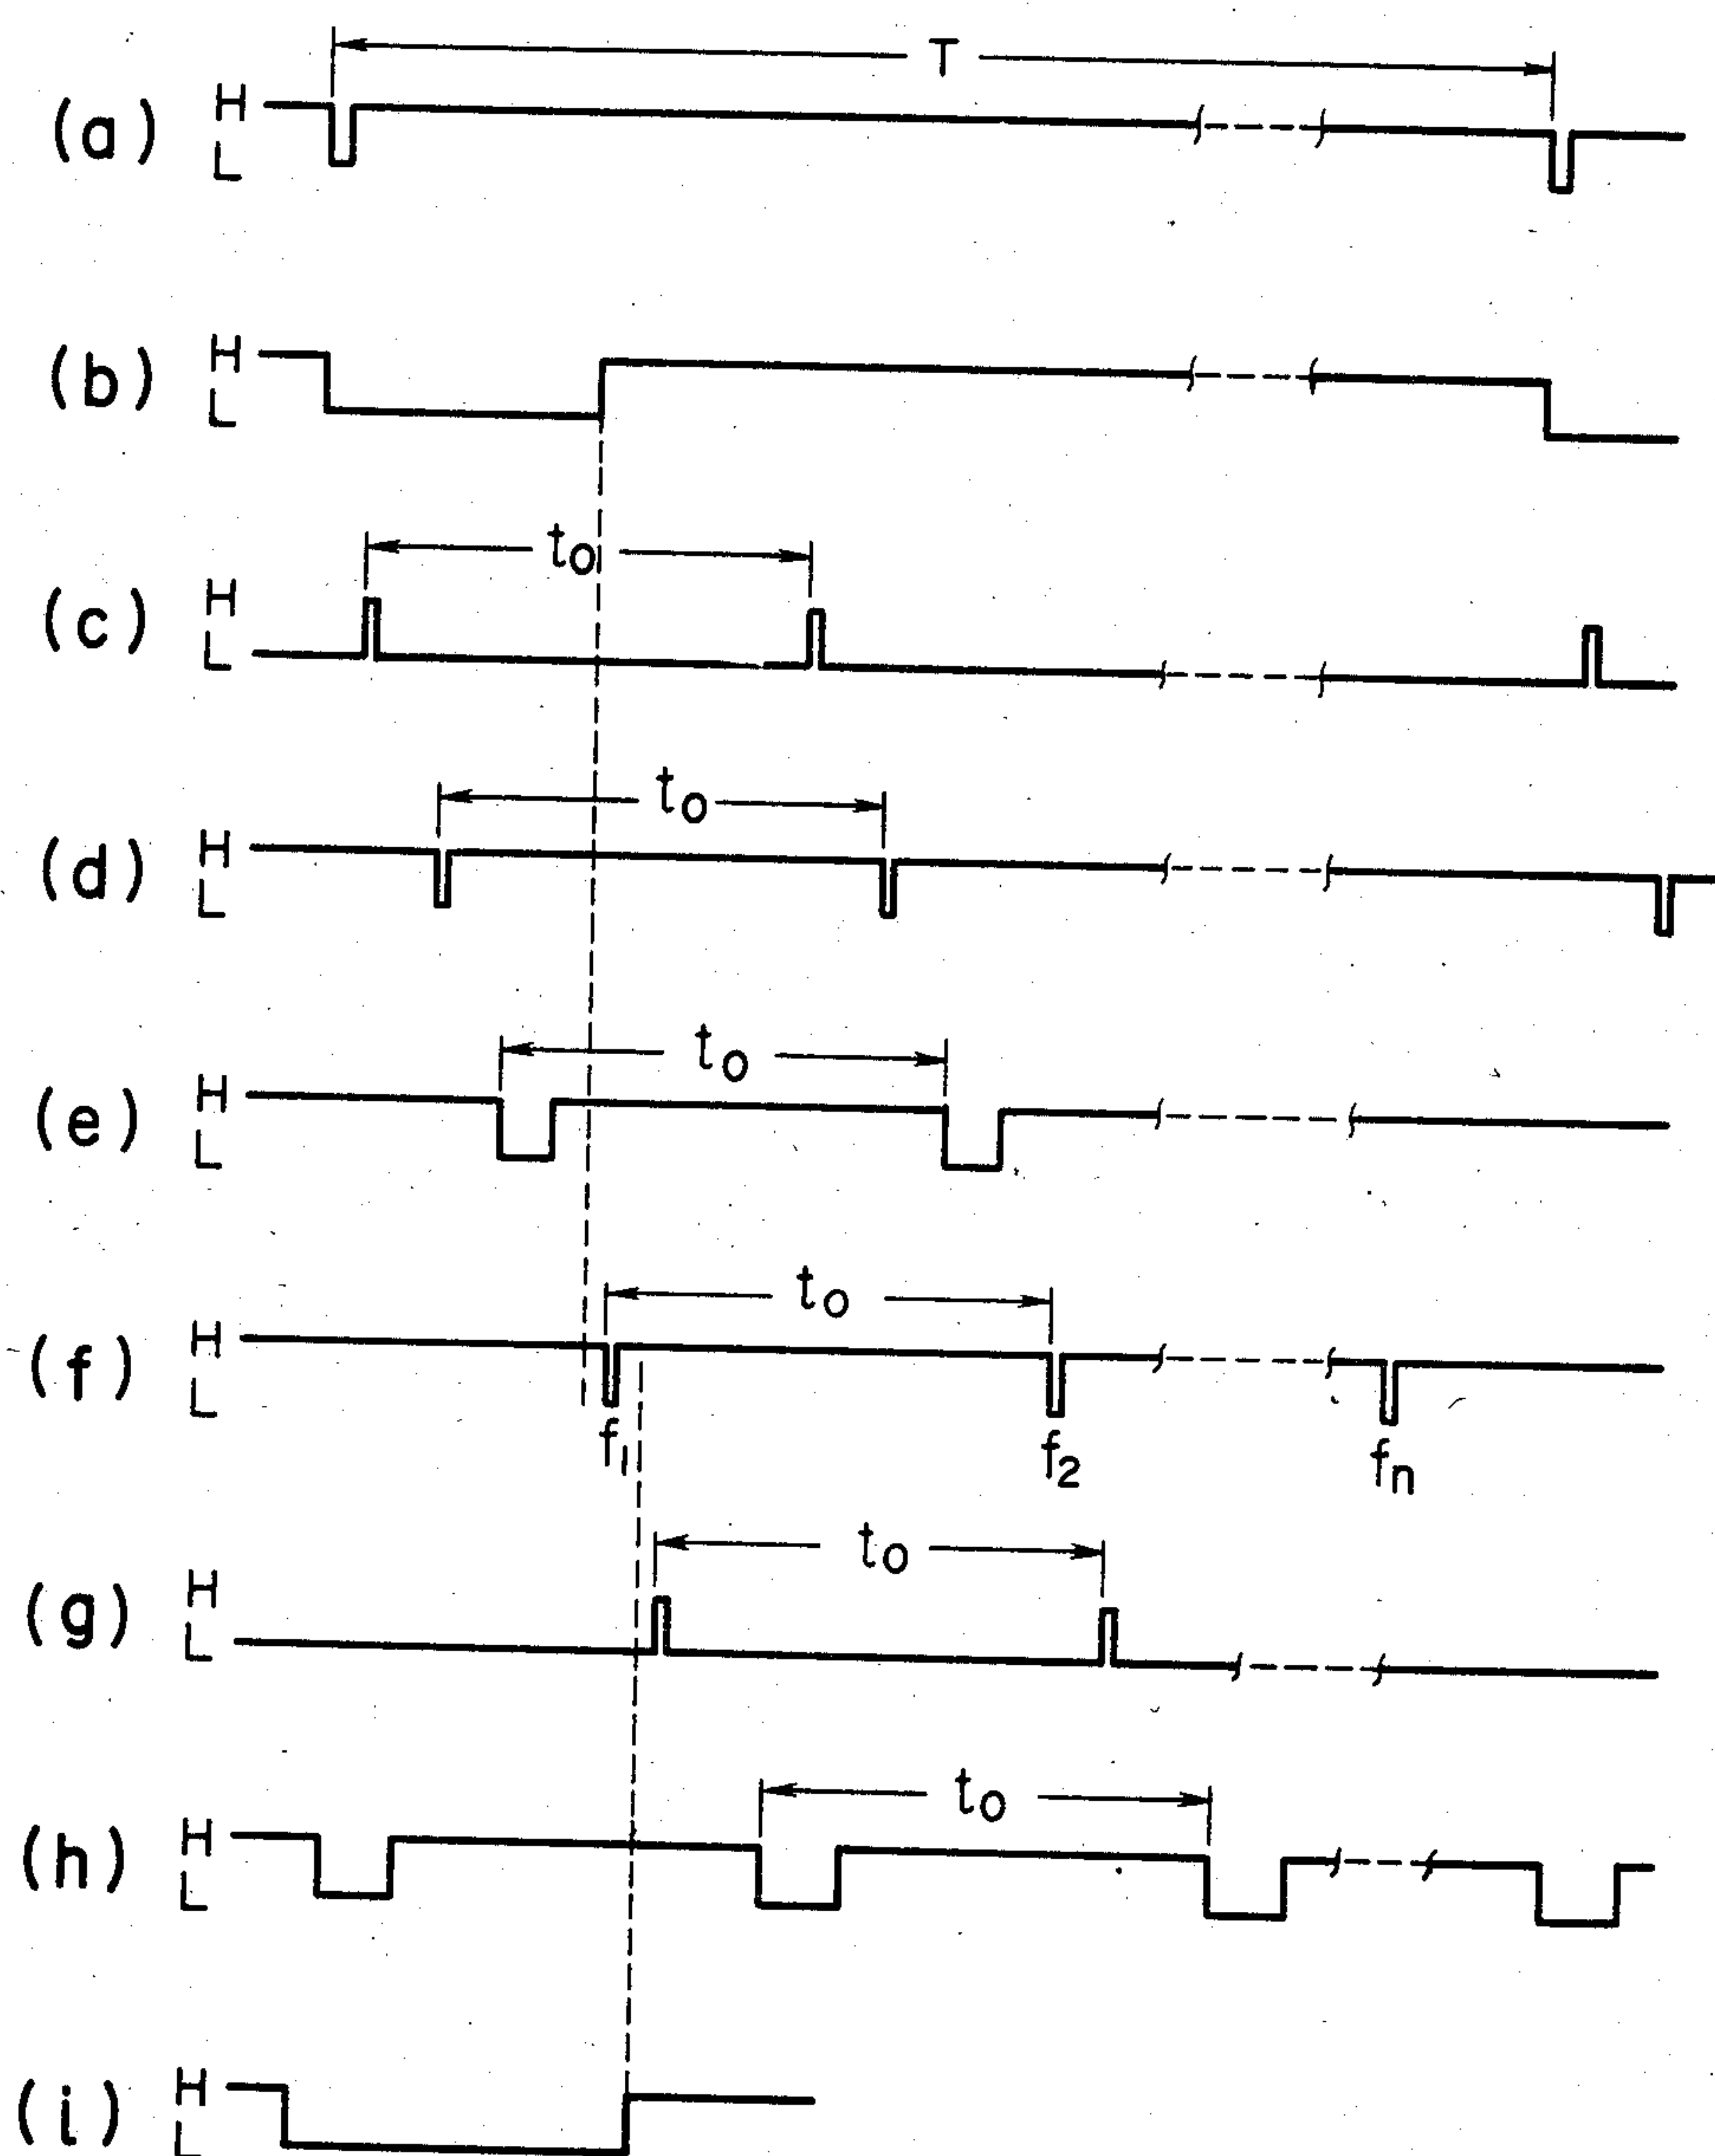 T
(a) H
L
(b) H
L
t0
(c) H
L
t0
(d) H
L
t0
(e) H
L
t0
(f) H
L
f1 f2 fn
t0
(g) H
L
t0
(h) H
L
(i) H
L